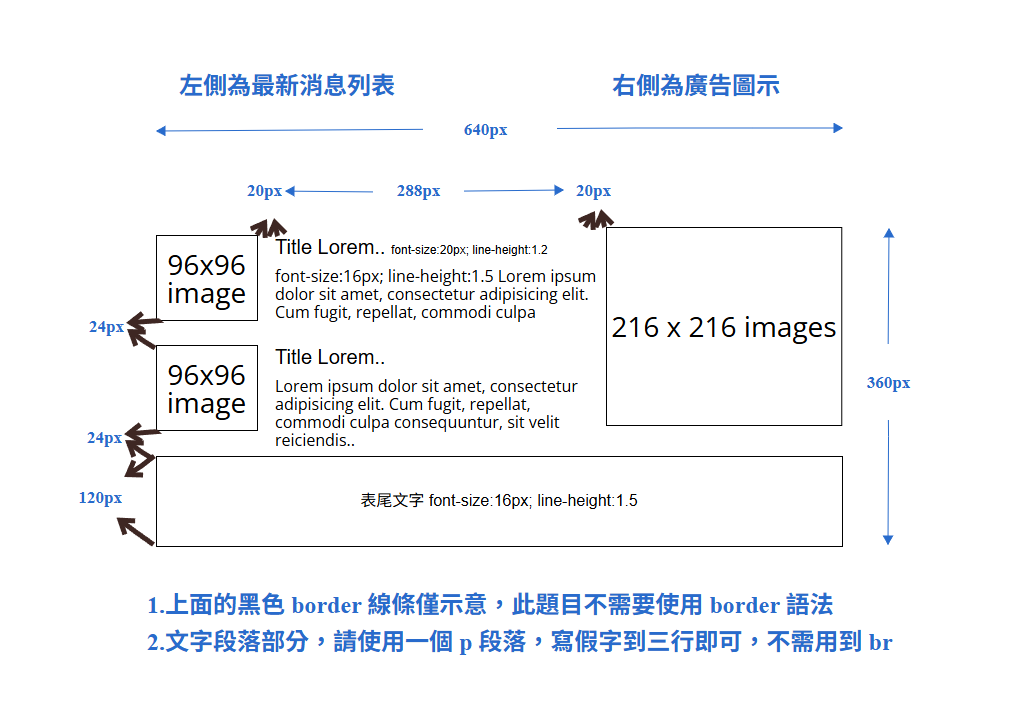 左側為最新消息列表
右側為廣告圖示
640px
20px
288px
20px
96x96
image
Title Lorem.. font-size:20px; line-height:1.2
font-size:16px; line-height:1.5 Lorem ipsum
dolor sit amet, consectetur adipisicing elit.
Cum fugit, repellat, commodi culpa
216 x 216 images
24px
96x96
image
Title Lorem..
Lorem ipsum dolor sit amet, consectetur
adipisicing elit. Cum fugit, repellat,
commodi culpa consequuntur, sit velit
reiciendis..
360px
24px
120px
表尾文字 font-size:16px; line-height:1.5
1.上面的黑色 border 線條僅示意，此題目不需要使用 border 語法
2.文字段落部分，請使用一個 p 段落，寫假字到三行即可，不需用到 br